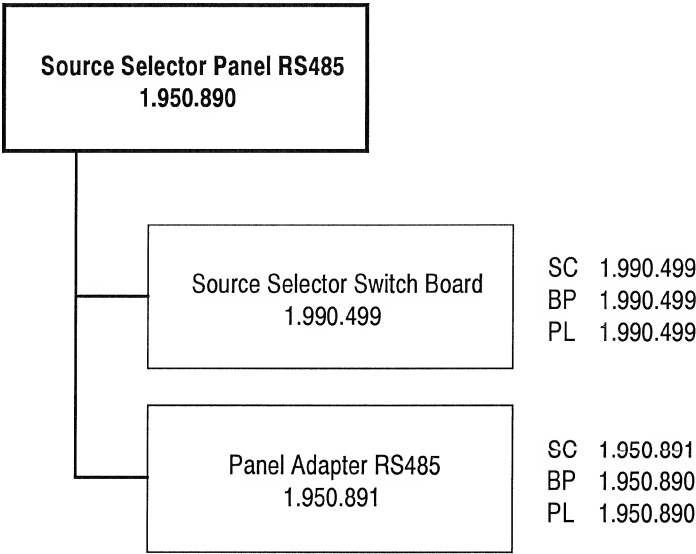 Source Selector Panel RS485
1.950.890
Source Selector Switch Board
1.990.499
SC 1.990.499
BP 1.990.499
PL 1.990.499
Panel Adapter RS485
1.950.891
SC 1.950.891
BP 1.950.890
PL 1.950.890